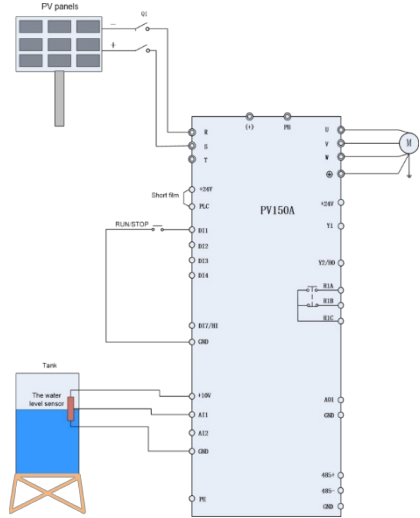 PV panels
Q1
−
+
(+)
PE
R
S
T
U
V
W
M
+24V
Short film
PLC
PV150A
+24V
RUN/STOP
DI1
Y1
DI2
DI3
Y2/HO
DI4
R1A
R1B
R1C
DI7/HI
GND
Tank
The water
level sensor
+10V
AI1
AO1
GND
AI2
GND
485+
485-
PE
GND